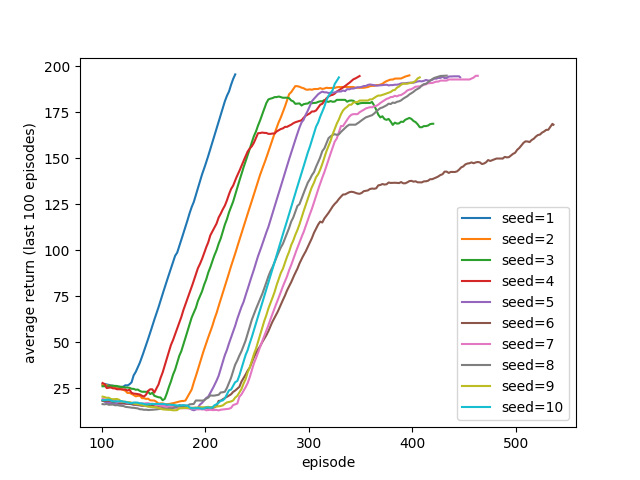 200
175
150
125
100
75
50
25
average return (last 100 episodes)
100
200
300
400
500
episode
seed=1
seed=2
seed=3
seed=4
seed=5
seed=6
seed=7
seed=8
seed=9
seed=10